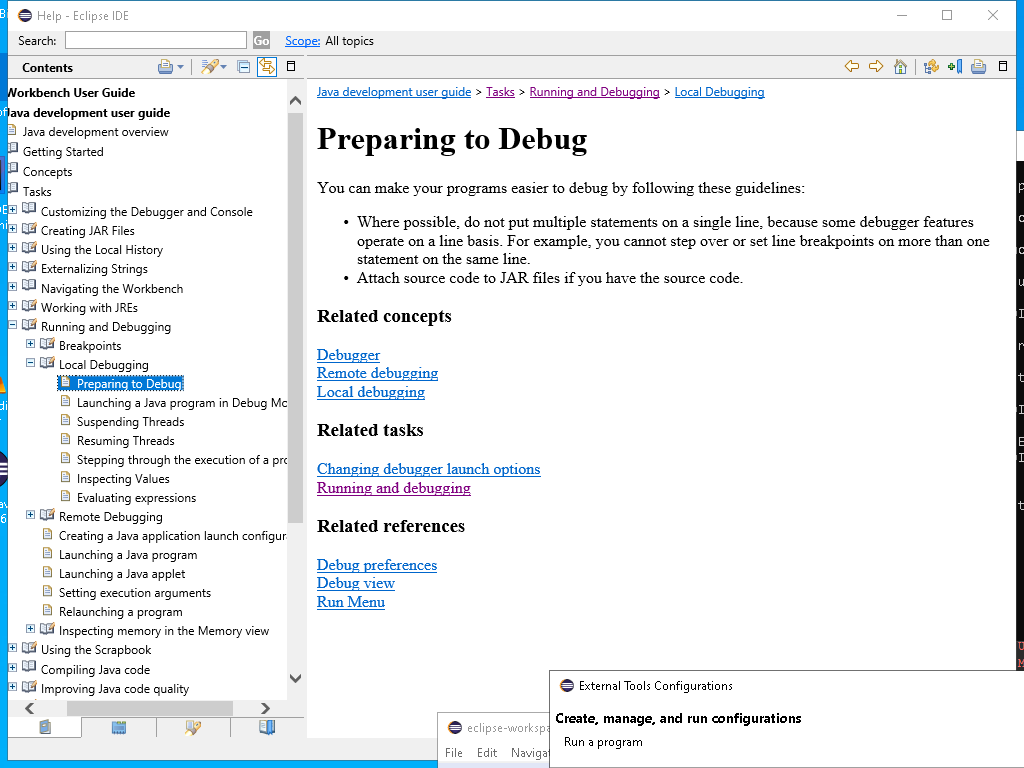 Help - Eclipse IDE
Search:
Go
Scope: All topics
Contents
Workbench User Guide
Java development user guide
Java development overview
Getting Started
Concepts
Tasks
Customizing the Debugger and Console
Creating JAR Files
Using the Local History
Externalizing Strings
Navigating the Workbench
Working with JREs
Running and Debugging
Breakpoints
Local Debugging
Preparing to Debug
Launching a Java program in Debug Mo
Suspending Threads
Resuming Threads
Stepping through the execution of a pro
Inspecting Values
Evaluating expressions
Remote Debugging
Creating a Java application launch configur
Launching a Java program
Launching a Java applet
Setting execution arguments
Relaunching a program
Inspecting memory in the Memory view
Using the Scrapbook
Compiling Java code
Improving Java code quality
Java development user guide > Tasks > Running and Debugging > Local Debugging
Preparing to Debug
You can make your programs easier to debug by following these guidelines:
• Where possible, do not put multiple statements on a single line, because some debugger features
operate on a line basis. For example, you cannot step over or set line breakpoints on more than one
statement on the same line.
• Attach source code to JAR files if you have the source code.
Related concepts
Debugger
Remote debugging
Local debugging
Related tasks
Changing debugger launch options
Running and debugging
Related references
Debug preferences
Debug view
Run Menu
eclipse-workspa
File Edit Navigat
External Tools Configurations
Create, manage, and run configurations
Run a program